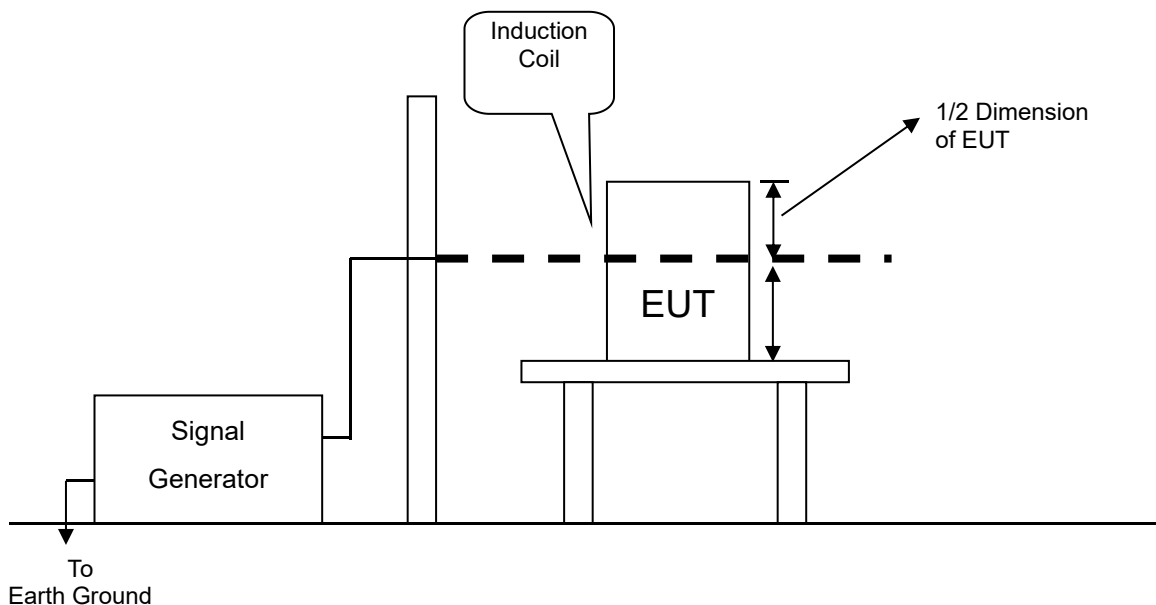 Induction
Coil
1/2 Dimension
of EUT
EUT
Signal
Generator
To
Earth Ground